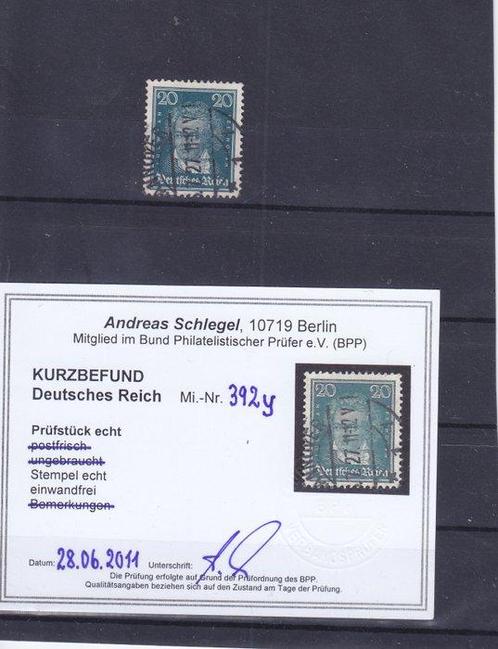 20 20
Deutsches Reich
Andreas Schlegel, 10719 Berlin
Mitglied im Bund Philatelistischer Prüfer e.V. (BPP)
KURZBEFUND
Deutsches Reich Mi.-Nr. 392y
Prüfstück echt
postfrisch
ungebraucht
Stempel echt
einwandfrei
Bemerkungen
20 20
Deutsches Reich
Datum: 28.06.2011 Unterschrift:
Die Prüfung erfolgte auf Grund der Prüfordnung des BPP.
Qualitätsangaben beziehen sich auf den Zustand am Tage der Prüfung.